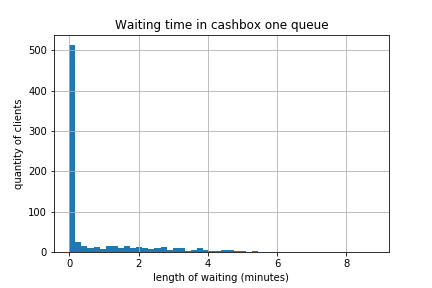 Waiting time in cashbox one queue
500
400
300
200
100
0
quantity of clients
0 2 4 6 8
length of waiting (minutes)